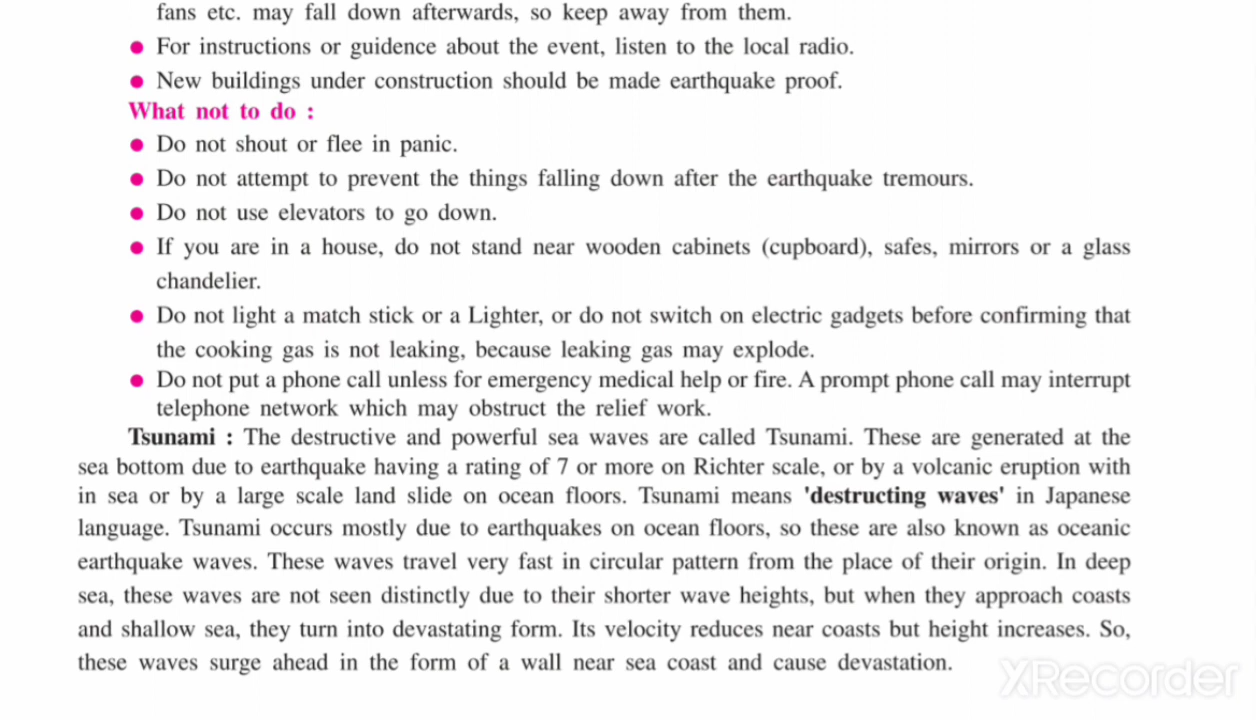 fans etc. may fall down afterwards, so keep away from them.
● For instructions or guidence about the event, listen to the local radio.
● New buildings under construction should be made earthquake proof.
What not to do :
● Do not shout or flee in panic.
● Do not attempt to prevent the things falling down after the earthquake tremours.
● Do not use elevators to go down.
● If you are in a house, do not stand near wooden cabinets (cupboard), safes, mirrors or a glass
chandelier.
● Do not light a match stick or a Lighter, or do not switch on electric gadgets before confirming that
the cooking gas is not leaking, because leaking gas may explode.
● Do not put a phone call unless for emergency medical help or fire. A prompt phone call may interrupt
telephone network which may obstruct the relief work.
Tsunami : The destructive and powerful sea waves are called Tsunami. These are generated at the
sea bottom due to earthquake having a rating of 7 or more on Richter scale, or by a volcanic eruption with
in sea or by a large scale land slide on ocean floors. Tsunami means 'destructing waves' in Japanese
language. Tsunami occurs mostly due to earthquakes on ocean floors, so these are also known as oceanic
earthquake waves. These waves travel very fast in circular pattern from the place of their origin. In deep
sea, these waves are not seen distinctly due to their shorter wave heights, but when they approach coasts
and shallow sea, they turn into devastating form. Its velocity reduces near coasts but height increases. So,
these waves surge ahead in the form of a wall near sea coast and cause devastation.
XRecorder